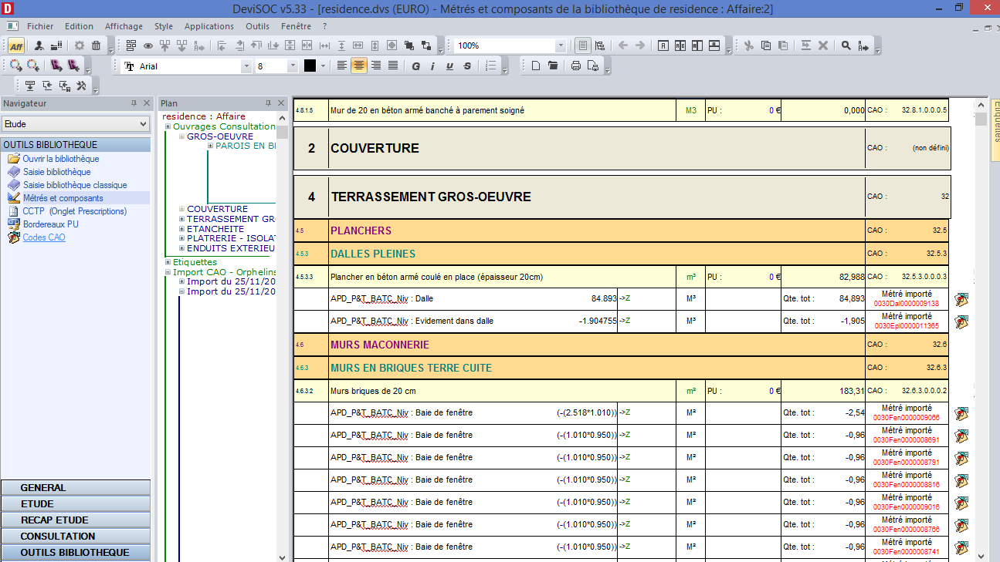 DeviSOC v5.33 - [residence.dvs (EURO) - Métrés et composants de la bibliothèque de residence : Affaire:2]
Fichier Edition Affichage Style Applications Outils Fenêtre ?
Aff 100%
Arial 8 G i u S
Navigateur
Etude
OUTILS BIBLIOTHEQUE
Ouvrir la bibliothèque
Saisie bibliothèque
Saisie bibliothèque classique
Métrés et composants
CCTP (Onglet Prescriptions)
Bordereaux PU
Codes CAO
GENERAL
ETUDE
RECAP ETUDE
CONSULTATION
OUTILS BIBLIOTHEQUE
Plan
residence : Affaire
Ouvrages Consultation
GROS-OEUVRE
PAROIS EN B
COUVERTURE
TERRASSEMENT GR
ETANCHEITE
PLATRERIE - ISOLA
ENDUITS EXTERIEU
Etiquettes
Import CAO - Orphelins
Import du 25/11/20
Import du 25/11/20
4.8.1.5 Mur de 20 en béton armé banché à parement soigné M3 PU : 0 € 0,000 CAO : 32.8.1.0.0.0.5
2 COUVERTURE CAO : (non défini)
4 TERRASSEMENT GROS-OEUVRE CAO : 32
4.5 PLANCHERS CAO : 32.5
4.5.3 DALLES PLEINES CAO : 32.5.3
4.5.3.3 Plancher en béton armé coulé en place (épaisseur 20cm) m³ PU : 0 € 82,988 CAO : 32.5.3.0.0.0.3
APD_P&T_BATC_Niv : Dalle 84.893 ->Z M³ Qte. tot : 84,893 Métré importé
0030Dal0000009138
APD_P&T_BATC_Niv : Evidement dans dalle -1.904755 ->Z M³ Qte. tot : -1,905 Métré importé
0030Epl0000011365
4.6 MURS MACONNERIE CAO : 32.6
4.6.3 MURS EN BRIQUES TERRE CUITE CAO : 32.6.3
4.6.3.2 Murs briques de 20 cm m² PU : 0 € 183,31 CAO : 32.6.3.0.0.0.2
APD_P&T_BATC_Niv : Baie de fenêtre (-(2.518*1.010)) ->Z M² Qte. tot : -2,54 Métré importé
0030Fen0000009066
APD_P&T_BATC_Niv : Baie de fenêtre (-(1.010*0.950)) ->Z M² Qte. tot : -0,96 Métré importé
0030Fen0000008691
APD_P&T_BATC_Niv : Baie de fenêtre (-(1.010*0.950)) ->Z M² Qte. tot : -0,96 Métré importé
0030Fen0000008791
APD_P&T_BATC_Niv : Baie de fenêtre (-(1.010*0.950)) ->Z M² Qte. tot : -0,96 Métré importé
0030Fen0000008816
APD_P&T_BATC_Niv : Baie de fenêtre (-(1.010*0.950)) ->Z M² Qte. tot : -0,96 Métré importé
0030Fen0000009016
APD_P&T_BATC_Niv : Baie de fenêtre (-(1.010*0.950)) ->Z M² Qte. tot : -0,96 Métré importé
0030Fen0000008766
APD_P&T_BATC_Niv : Baie de fenêtre (-(1.010*0.950)) ->Z M² Qte. tot : -0,96 Métré importé
0030Fen0000008741
Etiquettes